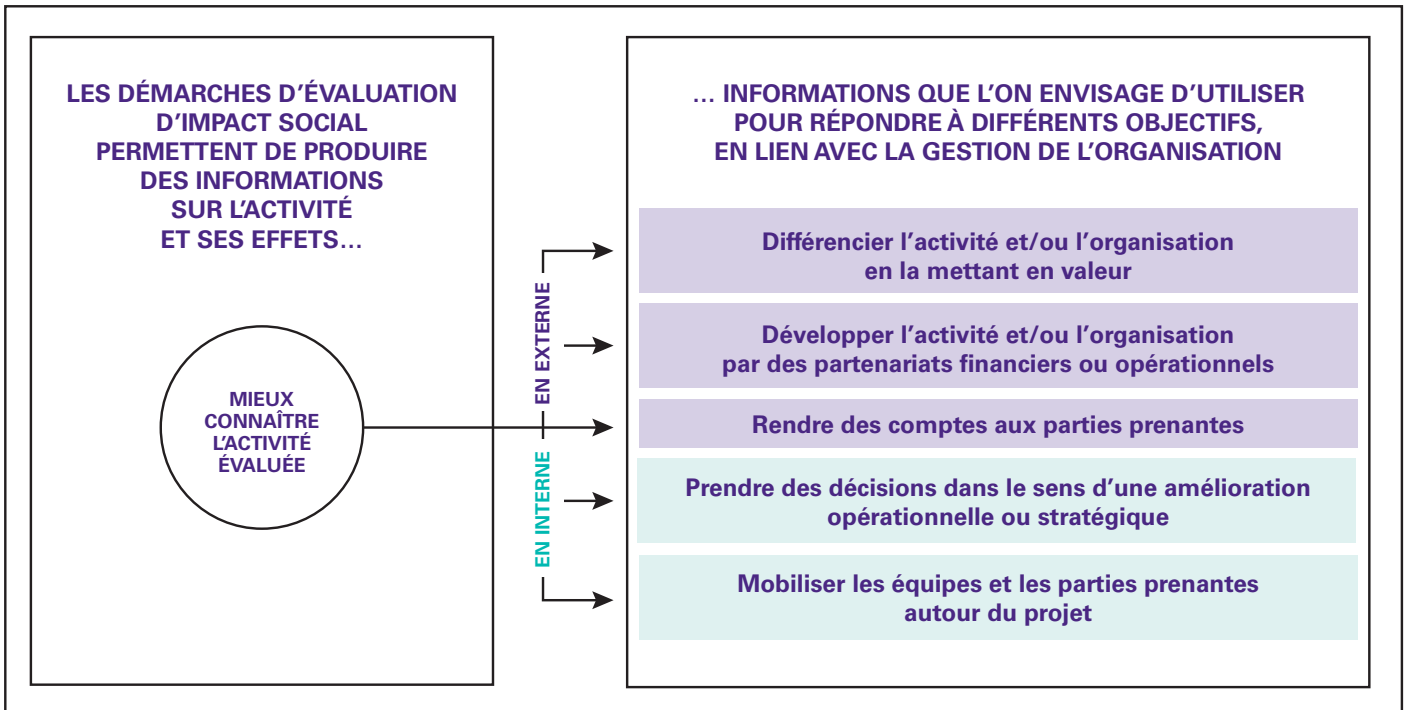 LES DÉMARCHES D’ÉVALUATION
D’IMPACT SOCIAL
PERMETTENT DE PRODUIRE
DES INFORMATIONS
SUR L’ACTIVITÉ
ET SES EFFETS…
MIEUX
CONNAÎTRE
L’ACTIVITÉ
ÉVALUÉE
EN EXTERNE
EN INTERNE
… INFORMATIONS QUE L’ON ENVISAGE D’UTILISER
POUR RÉPONDRE À DIFFÉRENTS OBJECTIFS,
EN LIEN AVEC LA GESTION DE L’ORGANISATION
Différencier l’activité et/ou l’organisation
en la mettant en valeur
Développer l’activité et/ou l’organisation
par des partenariats financiers ou opérationnels
Rendre des comptes aux parties prenantes
Prendre des décisions dans le sens d’une amélioration
opérationnelle ou stratégique
Mobiliser les équipes et les parties prenantes
autour du projet